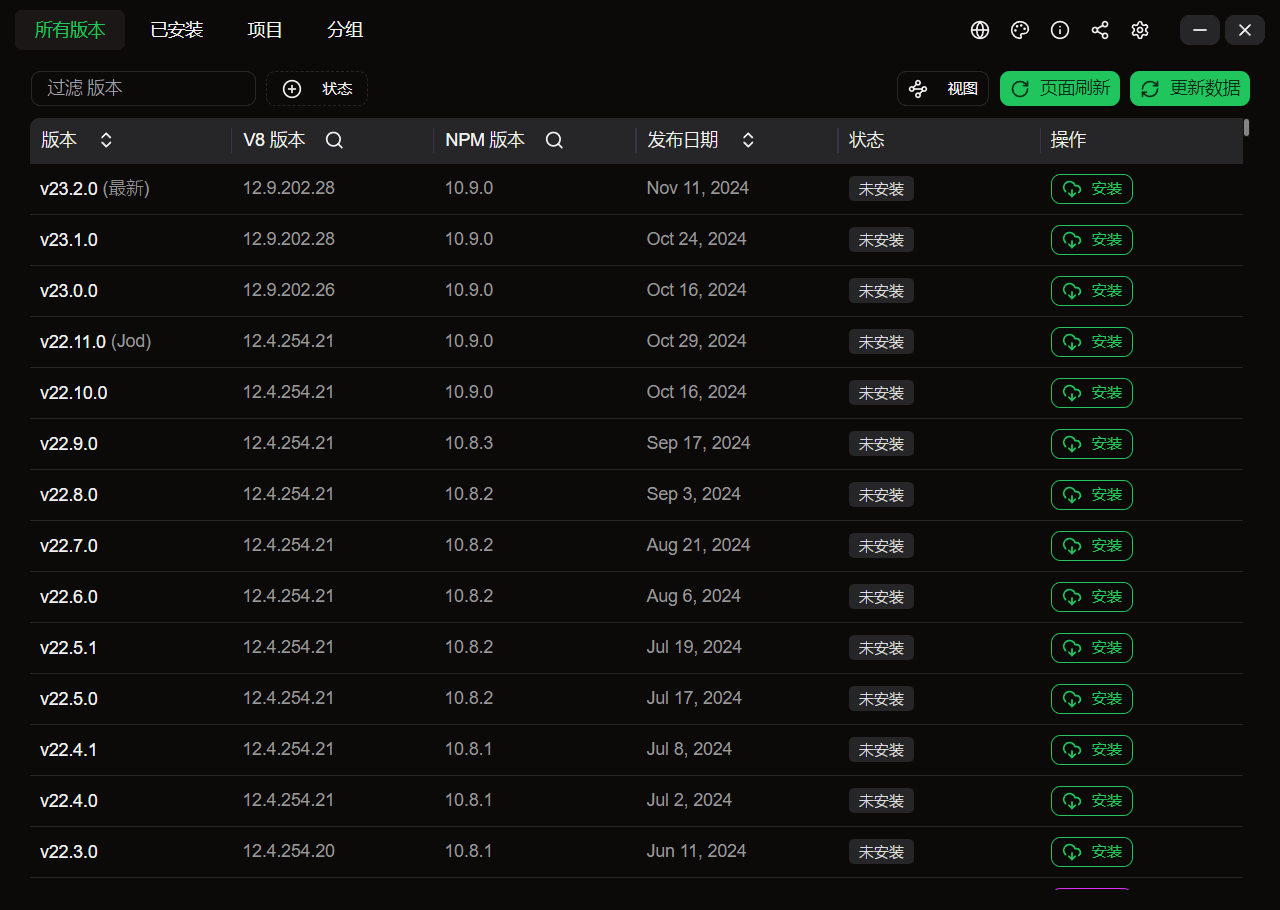 所有版本 已安装 项目 分组
过滤 版本 状态 视图 页面刷新 更新数据
版本 V8 版本 NPM 版本 发布日期 状态 操作
v23.2.0 (最新) 12.9.202.28 10.9.0 Nov 11, 2024 未安装 安装
v23.1.0 12.9.202.28 10.9.0 Oct 24, 2024 未安装 安装
v23.0.0 12.9.202.26 10.9.0 Oct 16, 2024 未安装 安装
v22.11.0 (Jod) 12.4.254.21 10.9.0 Oct 29, 2024 未安装 安装
v22.10.0 12.4.254.21 10.9.0 Oct 16, 2024 未安装 安装
v22.9.0 12.4.254.21 10.8.3 Sep 17, 2024 未安装 安装
v22.8.0 12.4.254.21 10.8.2 Sep 3, 2024 未安装 安装
v22.7.0 12.4.254.21 10.8.2 Aug 21, 2024 未安装 安装
v22.6.0 12.4.254.21 10.8.2 Aug 6, 2024 未安装 安装
v22.5.1 12.4.254.21 10.8.2 Jul 19, 2024 未安装 安装
v22.5.0 12.4.254.21 10.8.2 Jul 17, 2024 未安装 安装
v22.4.1 12.4.254.21 10.8.1 Jul 8, 2024 未安装 安装
v22.4.0 12.4.254.21 10.8.1 Jul 2, 2024 未安装 安装
v22.3.0 12.4.254.20 10.8.1 Jun 11, 2024 未安装 安装